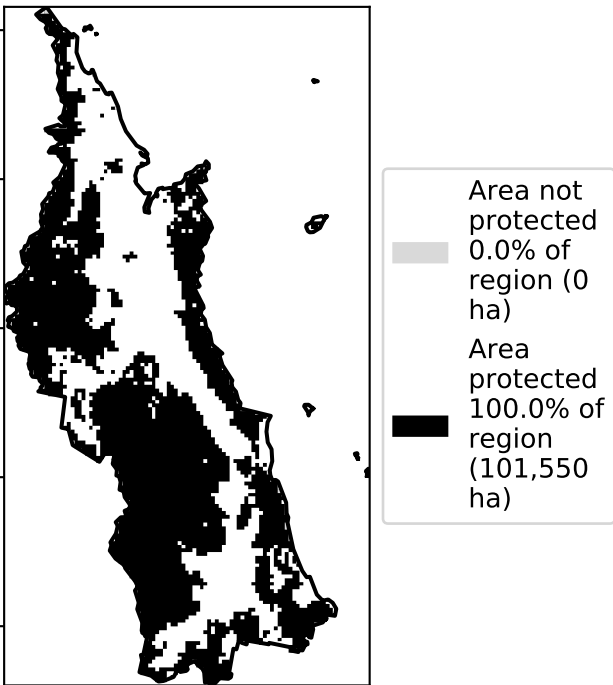 Area not
protected
0.0% of
region (0
ha)
Area
protected
100.0% of
region
(101,550
ha)